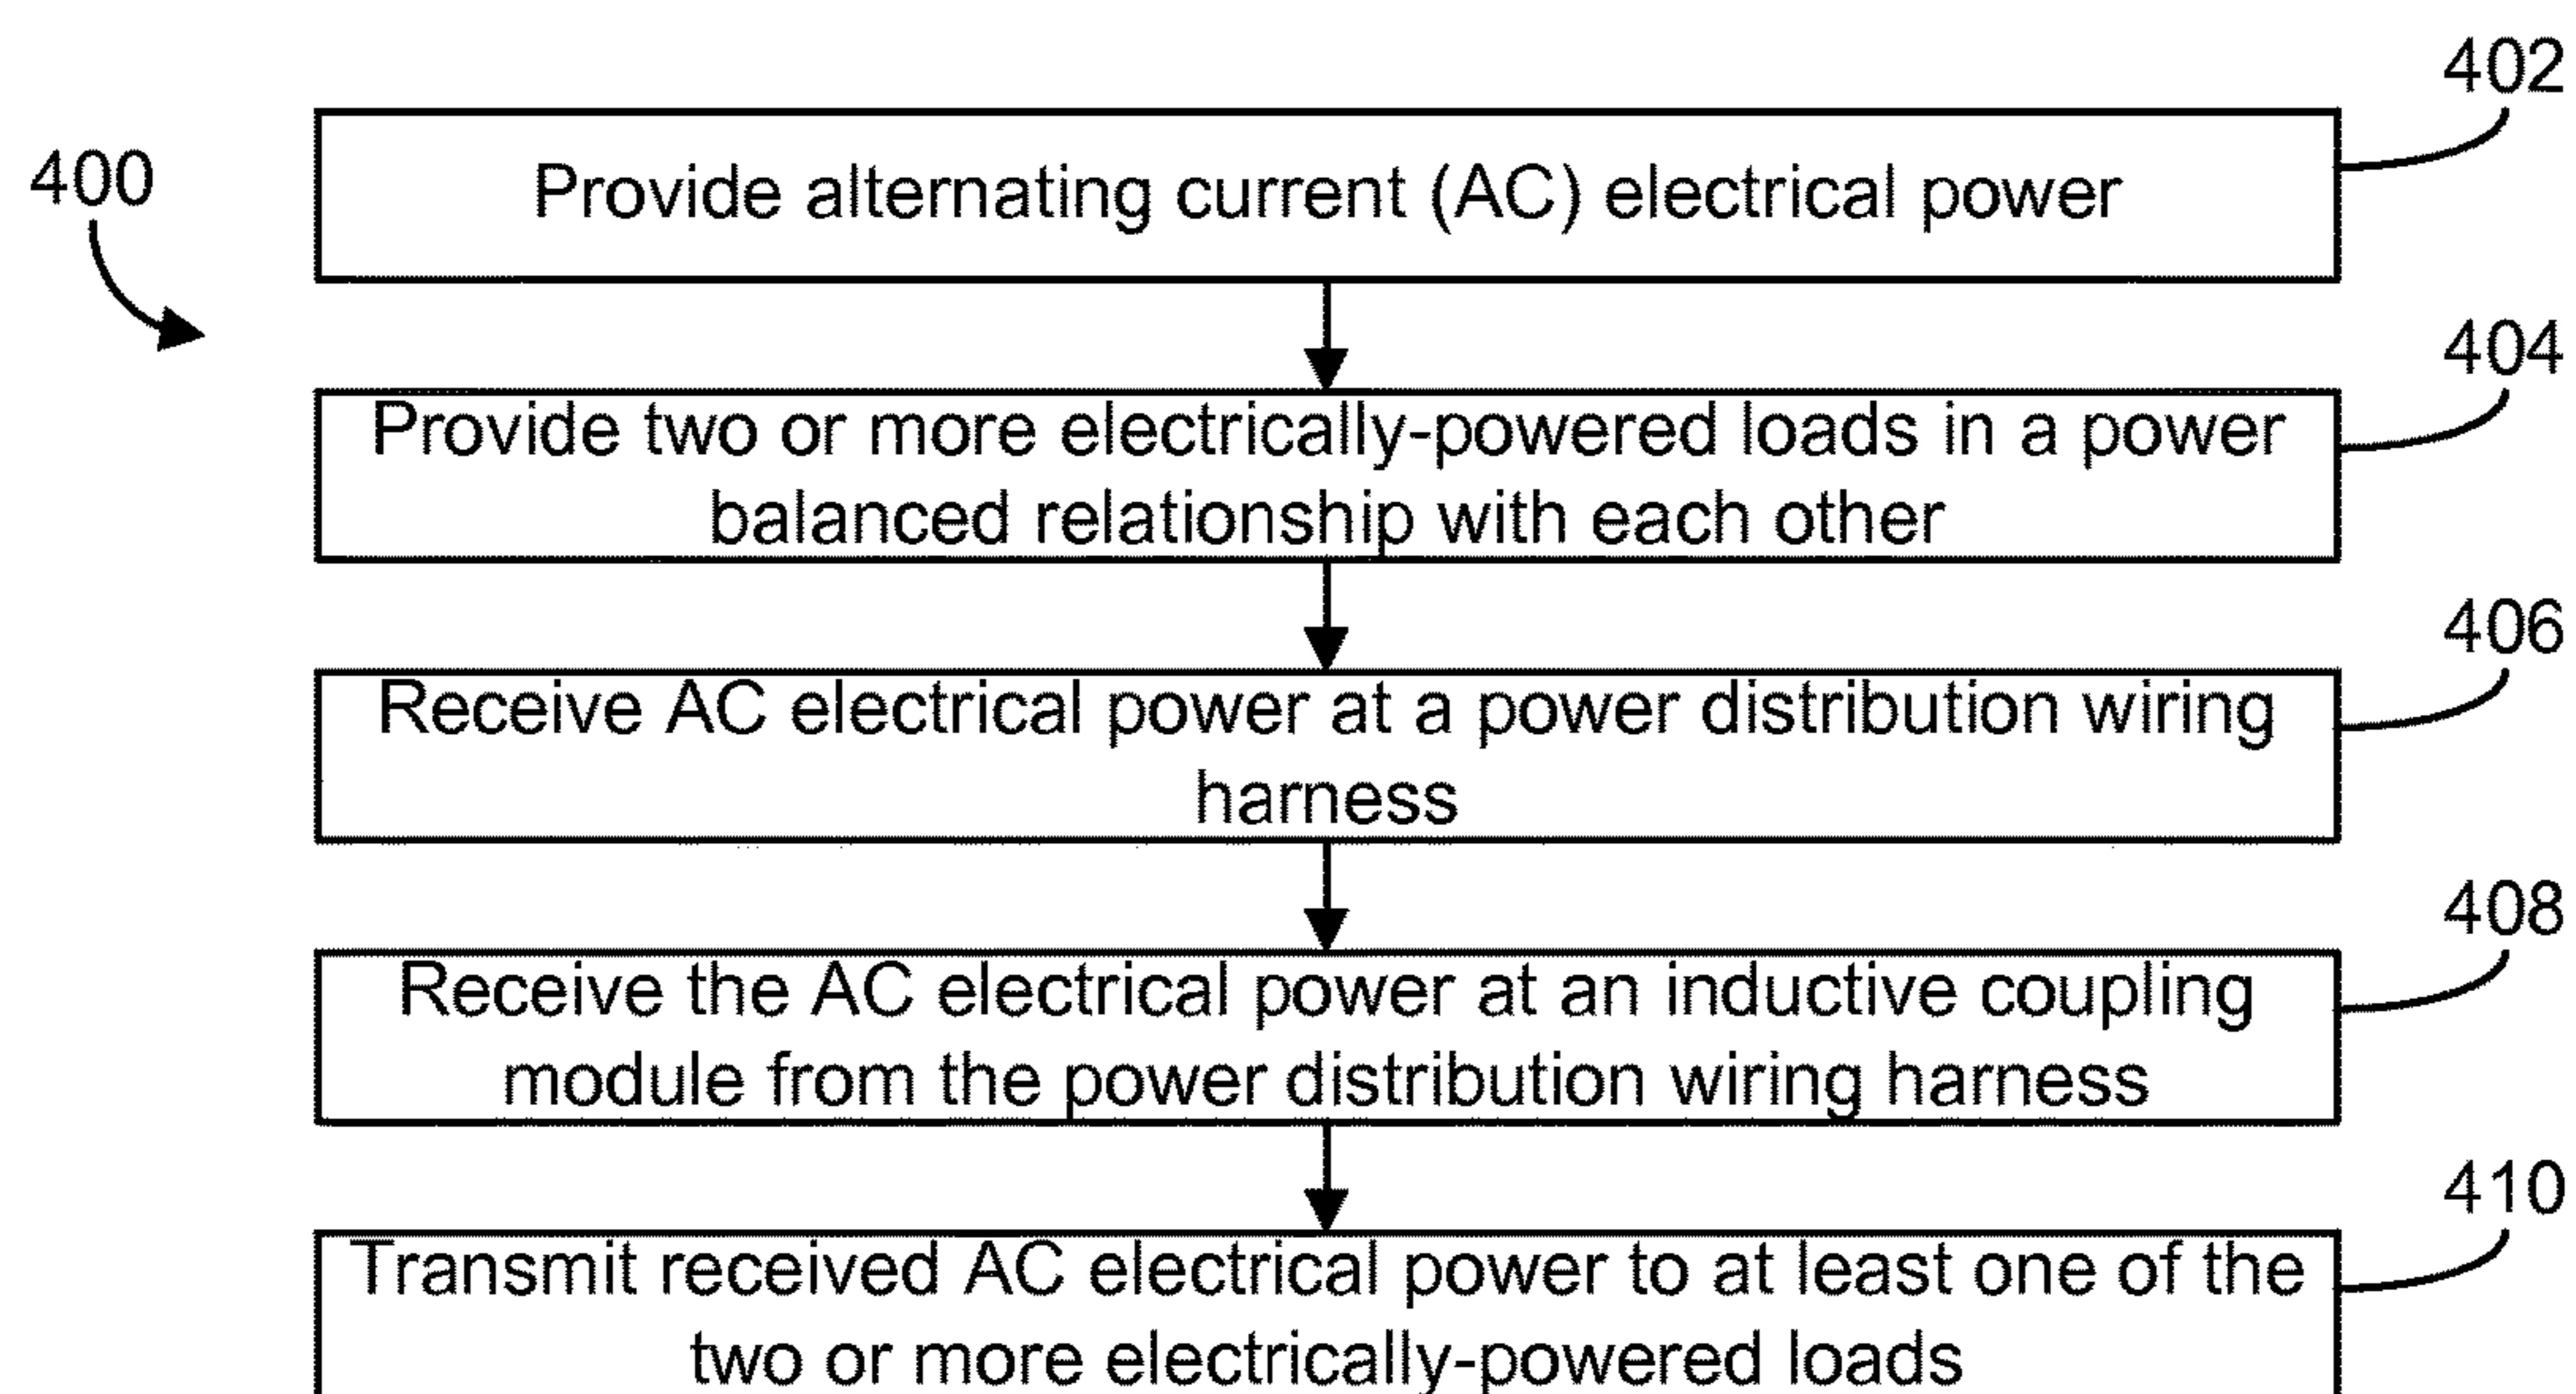 402
400
Provide alternating current (AC) electrical power
404
Provide two or more electrically-powered loads in a power
balanced relationship with each other
406
Receive AC electrical power at a power distribution wiring
harness
408
Receive the AC electrical power at an inductive coupling
module from the power distribution wiring harness
410
Transmit received AC electrical power to at least one of the
two or more electrically-powered loads